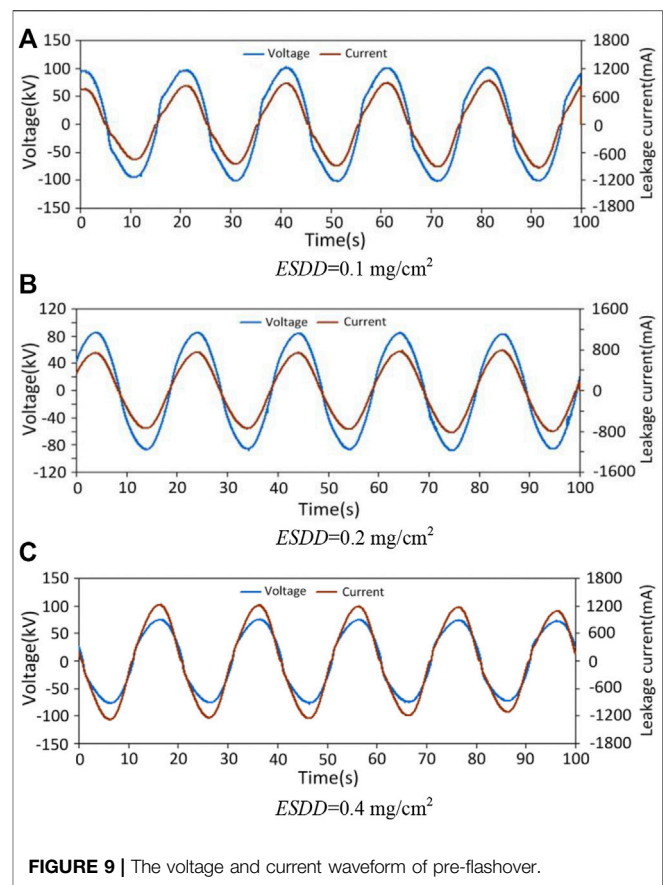 A
Voltage Current
150
100
50
0
-50
-100
-150
Voltage(kV)
1800
1200
600
0
-600
-1200
-1800
Leakage current(mA)
0 10 20 30 40 50 60 70 80 90 100
Time(s)
ESDD=0.1 mg/cm²
B
Voltage Current
120
80
40
0
-40
-80
-120
Voltage(kV)
1600
800
0
-800
-1600
Leakage current(mA)
0 10 20 30 40 50 60 70 80 90 100
Time(s)
ESDD=0.2 mg/cm²
C
Voltage Current
150
100
50
0
-50
-100
-150
Voltage(kV)
1800
1200
600
0
-600
-1200
-1800
Leakage current(mA)
0 10 20 30 40 50 60 70 80 90 100
Time(s)
ESDD=0.4 mg/cm²
FIGURE 9 | The voltage and current waveform of pre-flashover.